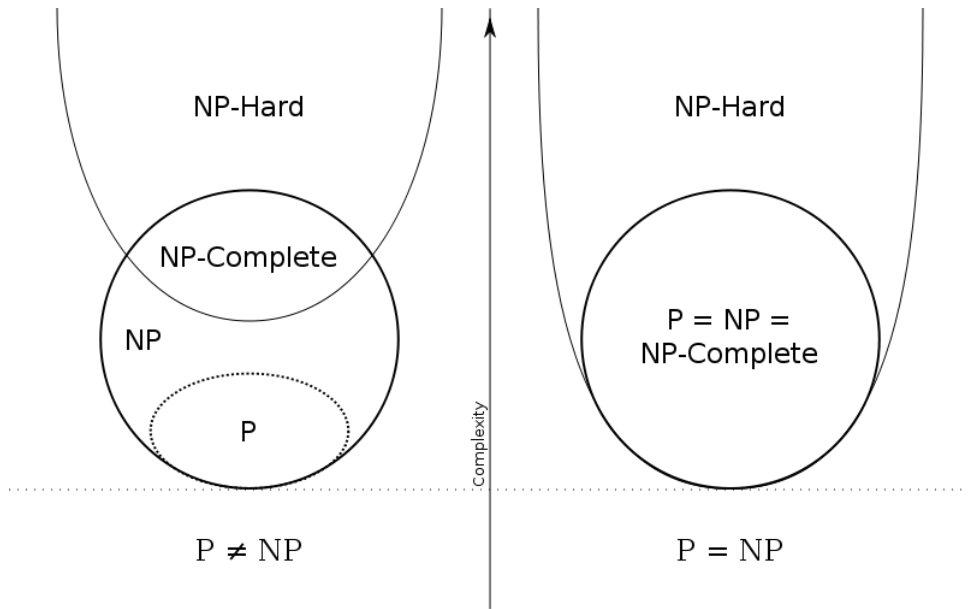 NP-Hard
NP-Complete
NP
P
P ≠ NP
Complexity
NP-Hard
P = NP =
NP-Complete
P = NP